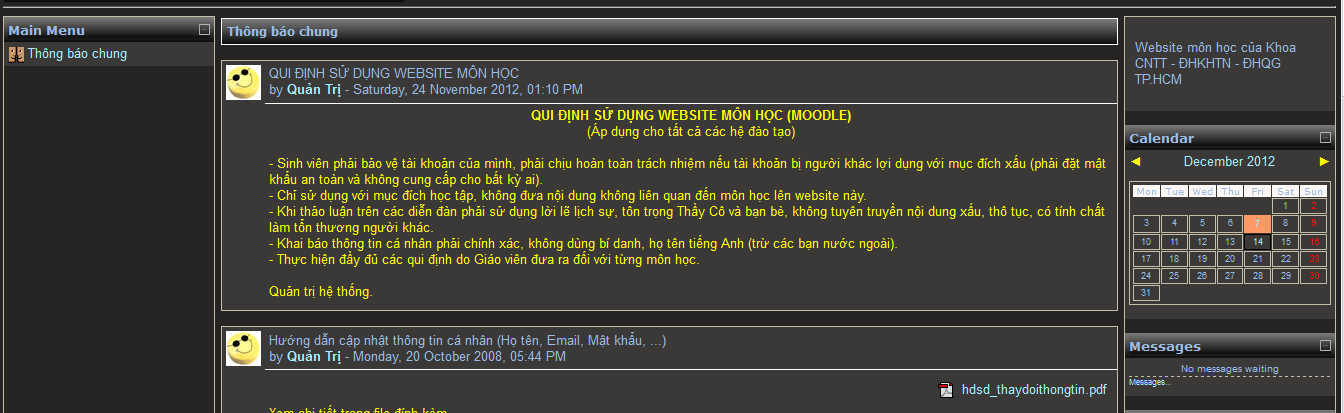 Main Menu
Thông báo chung
Thông báo chung
QUI ĐỊNH SỬ DỤNG WEBSITE MÔN HỌC
by Quản Trị - Saturday, 24 November 2012, 01:10 PM
QUI ĐỊNH SỬ DỤNG WEBSITE MÔN HỌC (MOODLE)
(Áp dụng cho tất cả các hệ đào tạo)
- Sinh viên phải bảo vệ tài khoản của mình, phải chịu hoàn toàn trách nhiệm nếu tài khoản bị người khác lợi dụng với mục đích xấu (phải đặt mật
khẩu an toàn và không cung cấp cho bất kỳ ai).
- Chỉ sử dụng với mục đích học tập, không đưa nội dung không liên quan đến môn học lên website này.
- Khi thảo luận trên các diễn đàn phải sử dụng lời lẽ lịch sự, tôn trọng Thầy Cô và bạn bè, không tuyên truyền nội dung xấu, thô tục, có tính chất
làm tổn thương người khác.
- Khai báo thông tin cá nhân phải chính xác, không dùng bí danh, họ tên tiếng Anh (trừ các bạn nước ngoài).
- Thực hiện đầy đủ các qui định do Giáo viên đưa ra đối với từng môn học.
Quản trị hệ thống.
Hướng dẫn cập nhật thông tin cá nhân (Họ tên, Email, Mật khẩu, ...)
by Quản Trị - Monday, 20 October 2008, 05:44 PM
hdsd_thaydoithongtin.pdf
Xem chi tiết trong file đính kèm
Website môn học của Khoa
CNTT - ĐHKHTN - ĐHQG
TP.HCM
Calendar
◄ December 2012 ►
Mon Tue Wed Thu Fri Sat Sun
1 2
3 4 5 6 7 8 9
10 11 12 13 14 15 16
17 18 19 20 21 22 23
24 25 26 27 28 29 30
31
Messages
No messages waiting
Messages...